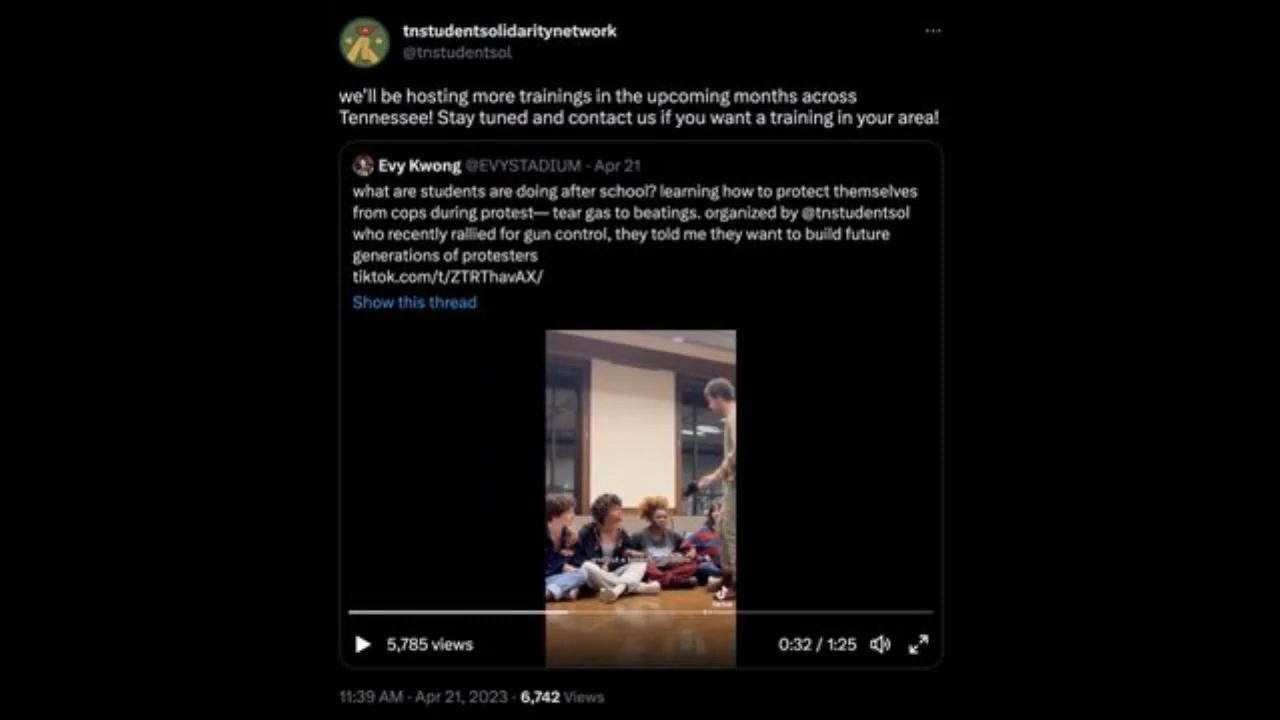 tnstudentsolidaritynetwork
@tnstudentsol
we'll be hosting more trainings in the upcoming months across
Tennessee! Stay tuned and contact us if you want a training in your area!
Evy Kwong @EVYSTADIUM · Apr 21
what are students are doing after school? learning how to protect themselves
from cops during protest— tear gas to beatings. organized by @tnstudentsol
who recently rallied for gun control, they told me they want to build future
generations of protesters
tiktok.com/t/ZTRThavAX/
Show this thread
TikTok
5,785 views
0:32 / 1:25
11:39 AM · Apr 21, 2023 · 6,742 Views